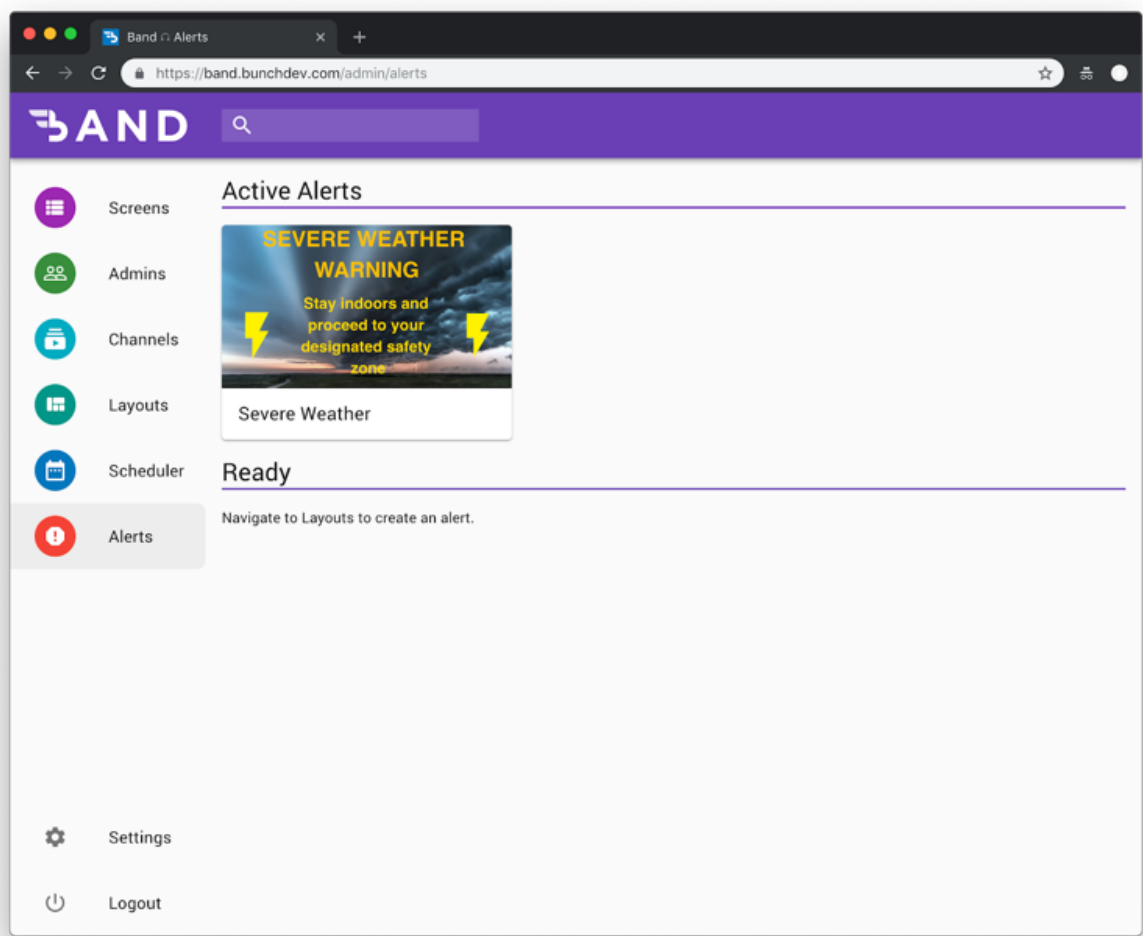 Band ∩ Alerts
https://band.bunchdev.com/admin/alerts
BAND
Screens
Admins
Channels
Layouts
Scheduler
Alerts
Settings
Logout
Active Alerts
SEVERE WEATHER
WARNING
Stay indoors and
proceed to your
designated safety
zone
Severe Weather
Ready
Navigate to Layouts to create an alert.